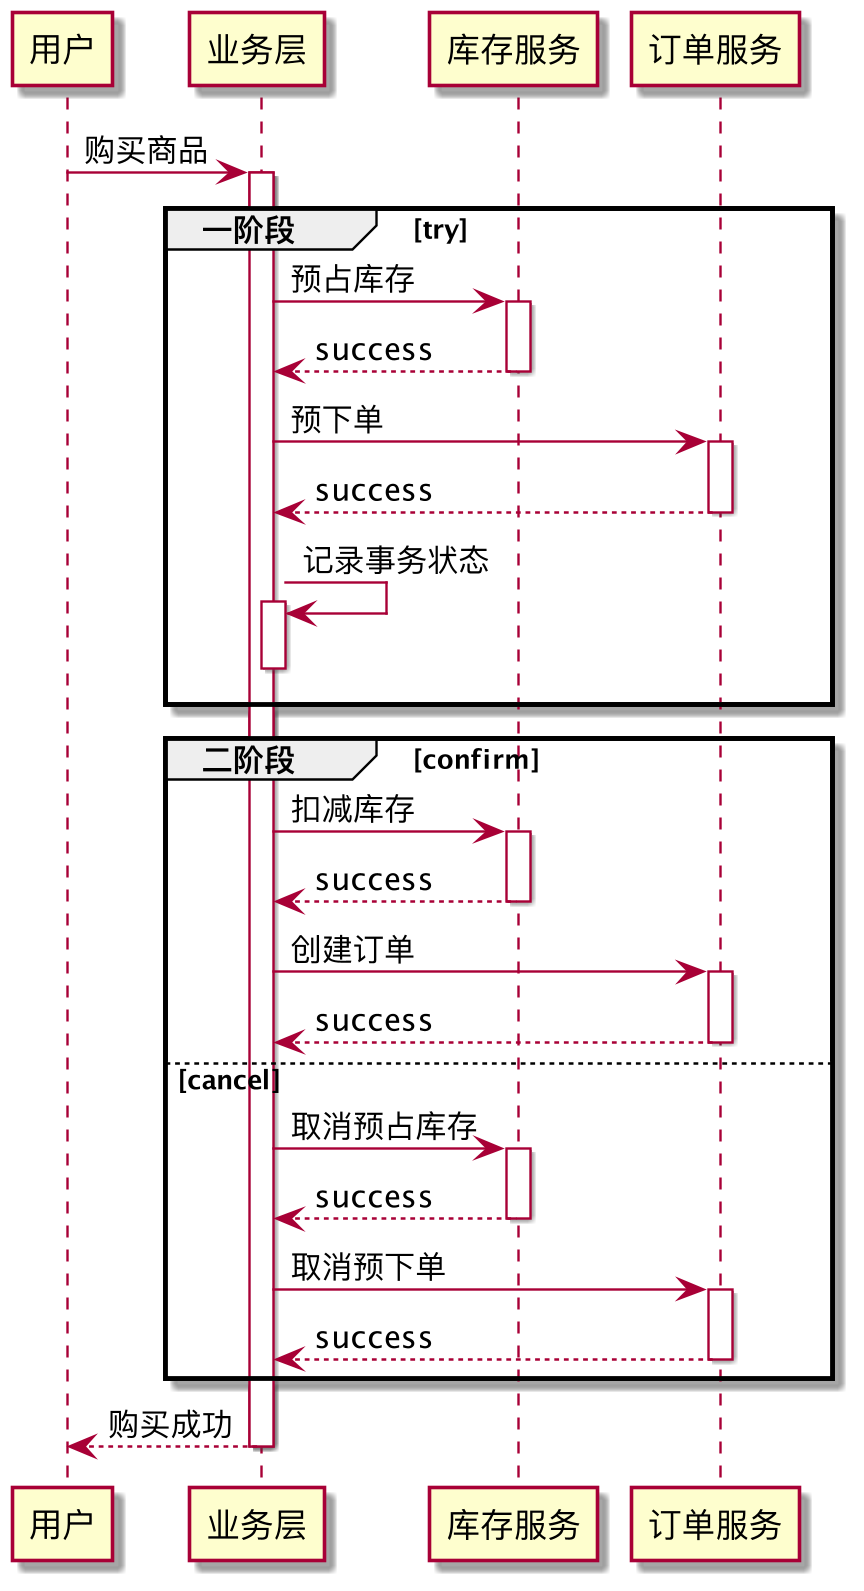 用户 业务层 库存服务 订单服务
购买商品
一阶段 [try]
预占库存
success
预下单
success
记录事务状态
二阶段 [confirm]
扣减库存
success
创建订单
success
[cancel]
取消预占库存
success
取消预下单
success
购买成功
用户 业务层 库存服务 订单服务